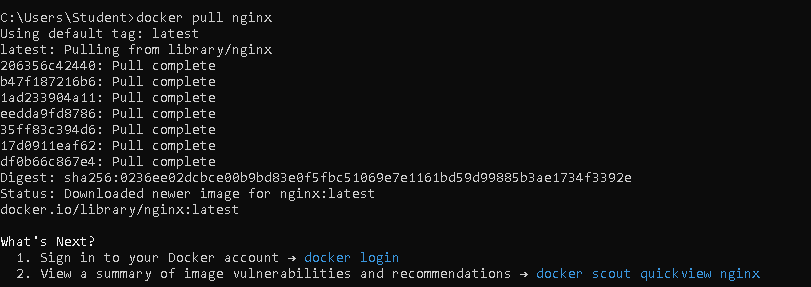 C:\Users\Student>docker pull nginx
Using default tag: latest
latest: Pulling from library/nginx
206356c42440: Pull complete
b47f187216b6: Pull complete
1ad233904a11: Pull complete
eedda9fd8786: Pull complete
35ff83c394d6: Pull complete
17d0911eaf62: Pull complete
df0b66c867e4: Pull complete
Digest: sha256:0236ee02dcbce00b9bd83e0f5fbc51069e7e1161bd59d99885b3ae1734f3392e
Status: Downloaded newer image for nginx:latest
docker.io/library/nginx:latest
What's Next?
1. Sign in to your Docker account → docker login
2. View a summary of image vulnerabilities and recommendations → docker scout quickview nginx